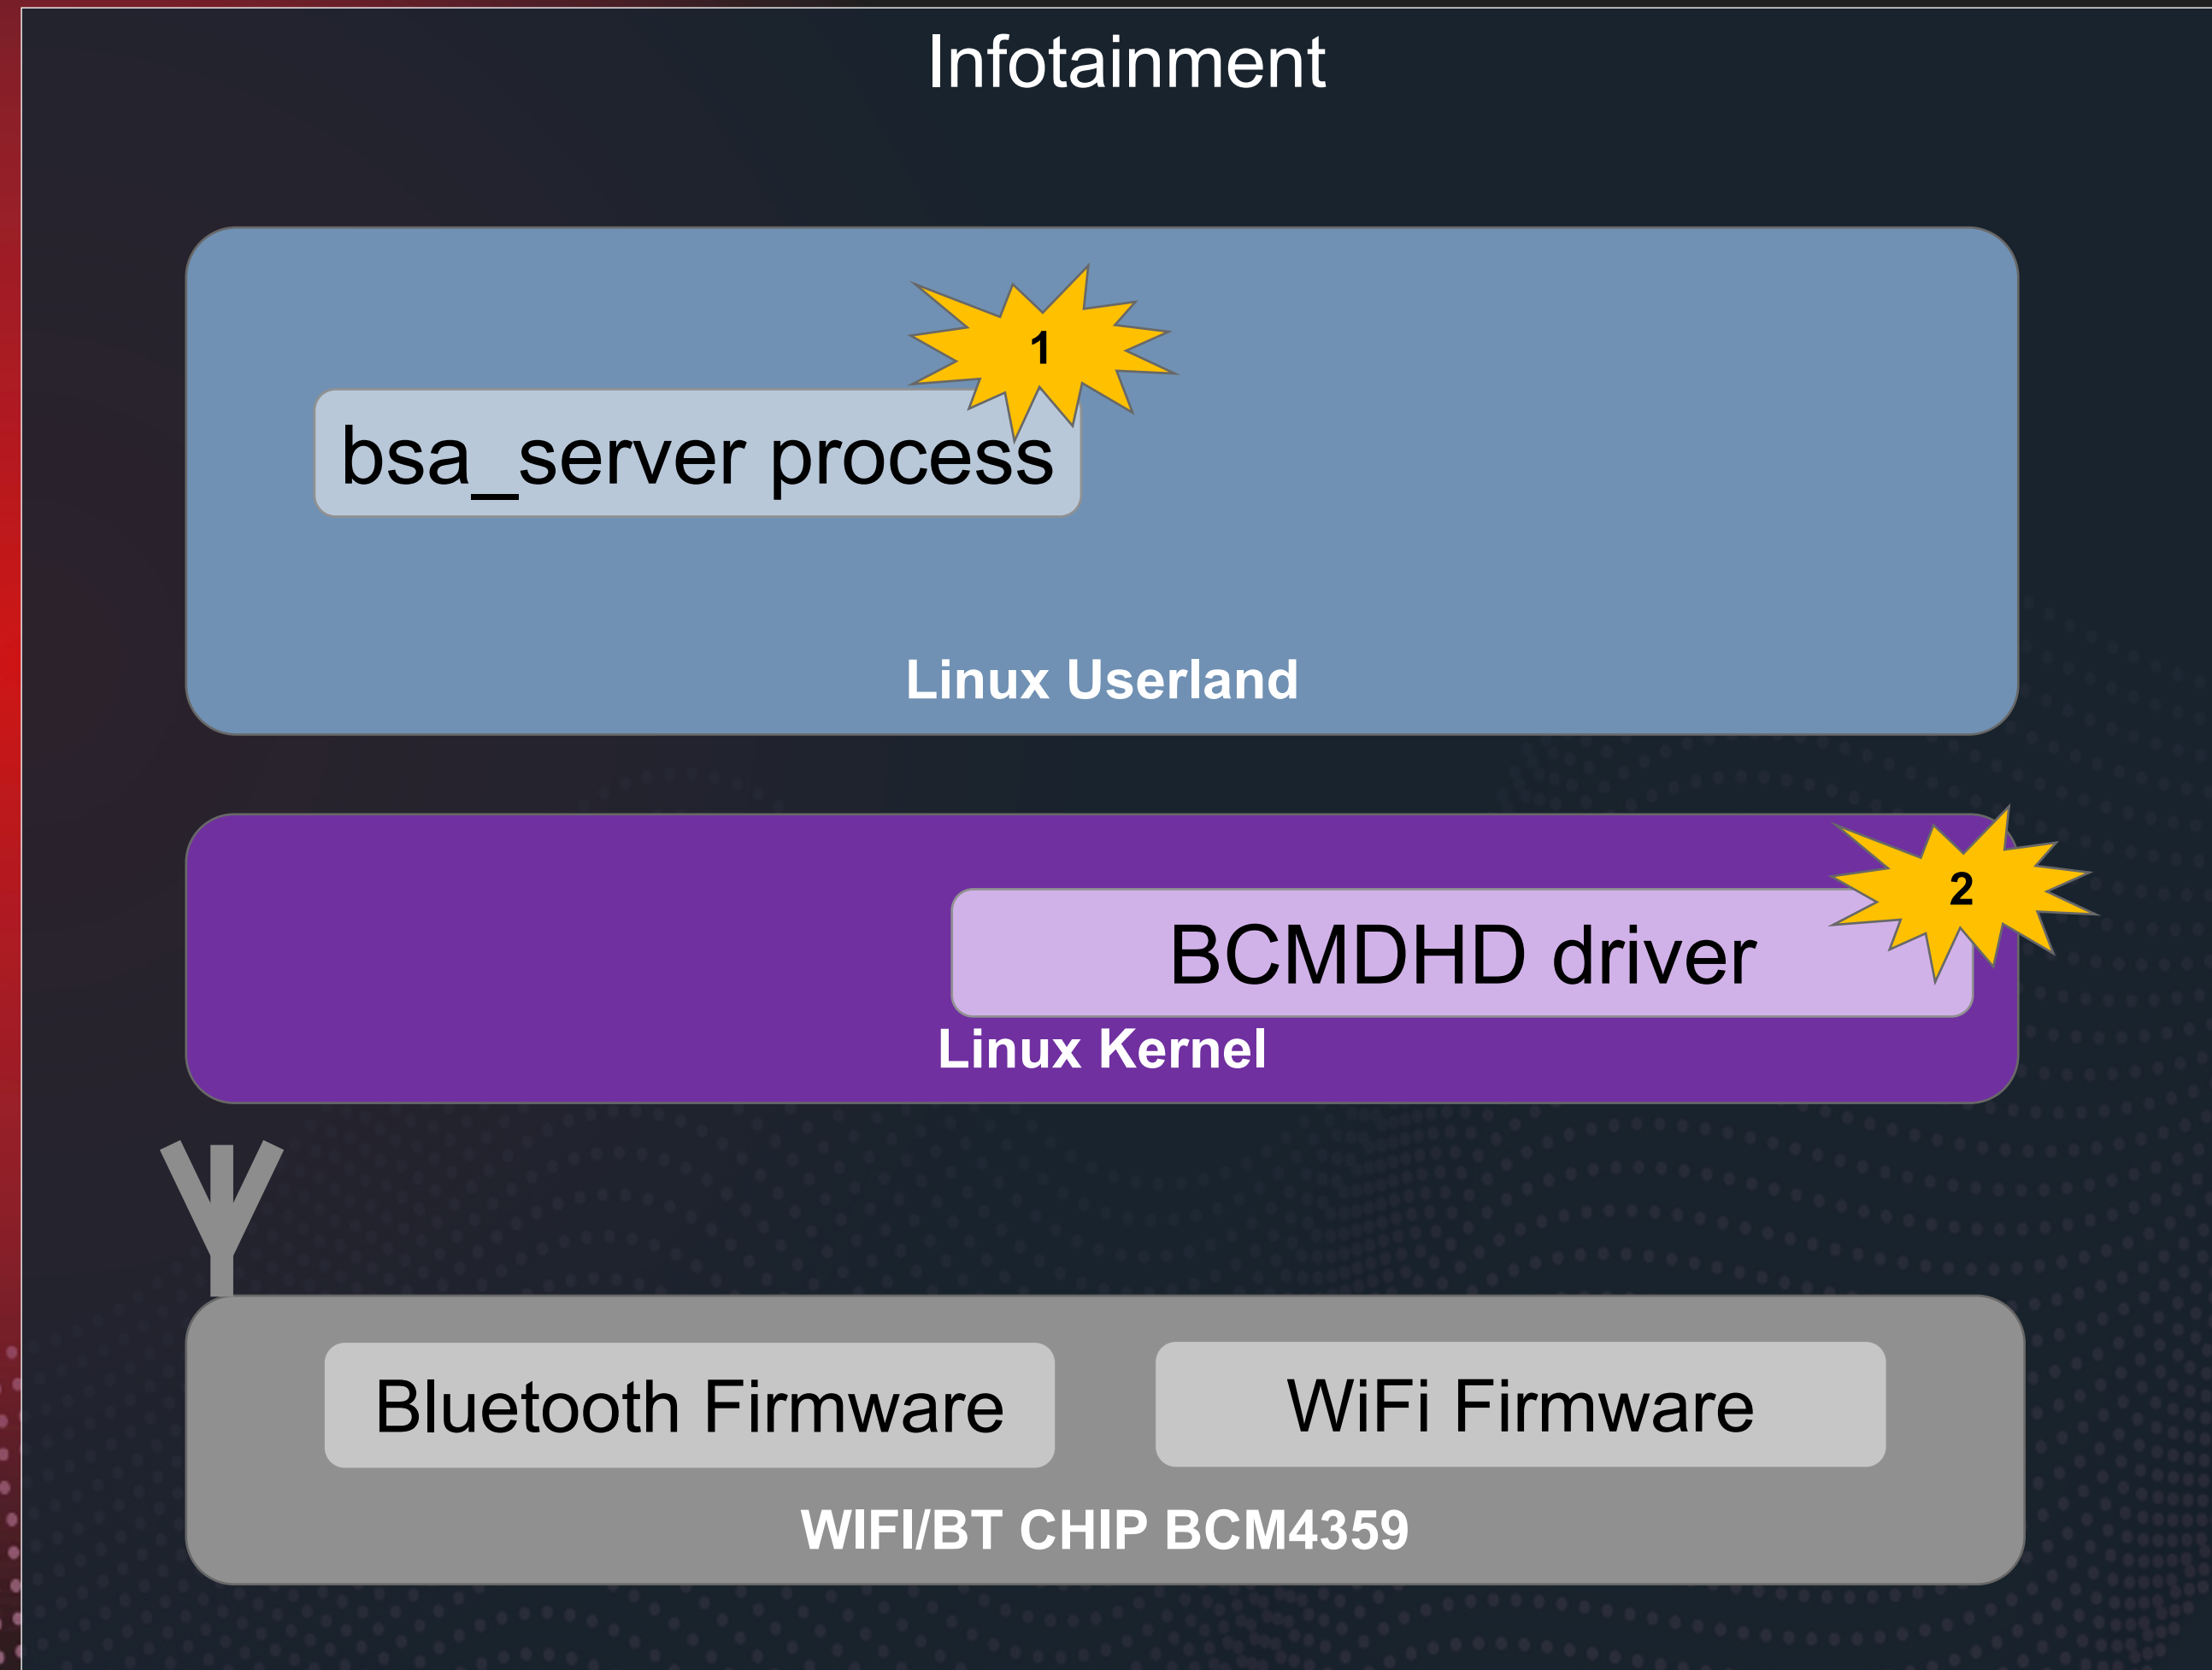 Infotainment
1
bsa_server process
Linux Userland
2
BCMDHD driver
Linux Kernel
Bluetooth Firmware
WiFi Firmware
WIFI/BT CHIP BCM4359